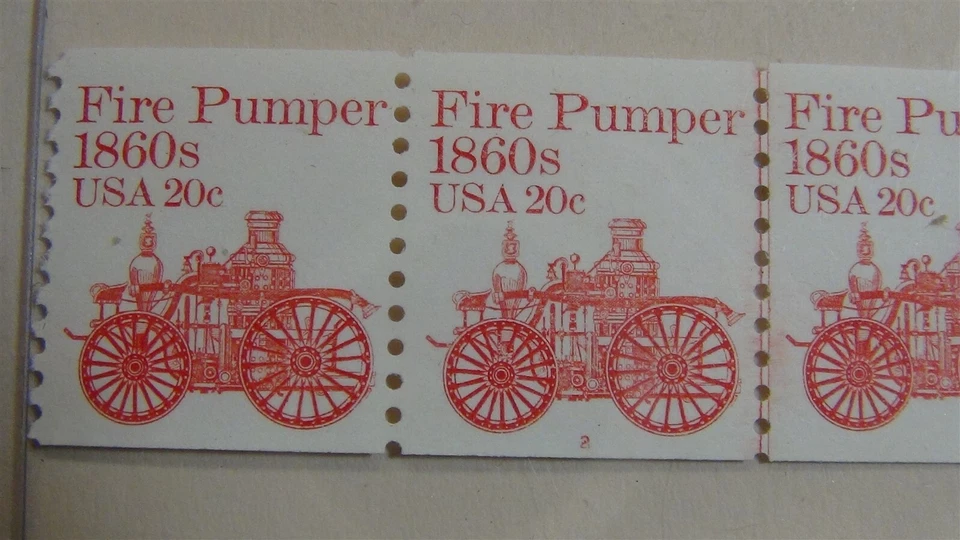 Fire Pumper
1860s
USA 20c
Fire Pumper
1860s
USA 20c
2
Fire Pu
1860s
USA 20c